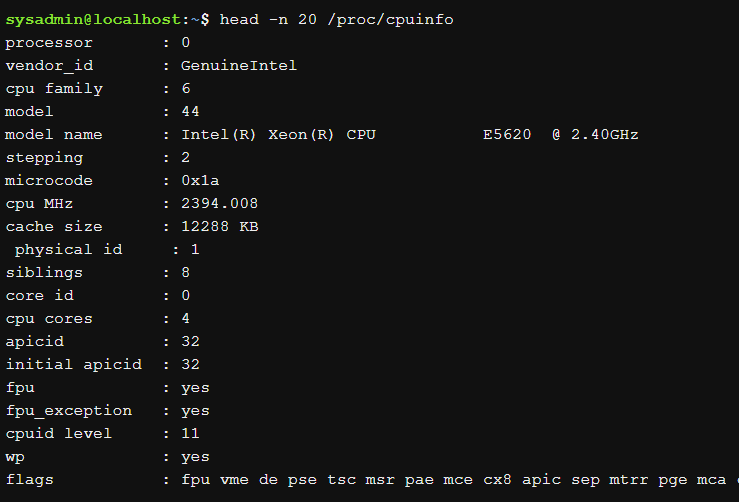 sysadmin@localhost:~$ head -n 20 /proc/cpuinfo
processor       : 0
vendor_id       : GenuineIntel
cpu family      : 6
model           : 44
model name      : Intel(R) Xeon(R) CPU           E5620  @ 2.40GHz
stepping        : 2
microcode       : 0x1a
cpu MHz         : 2394.008
cache size      : 12288 KB
 physical id     : 1
siblings        : 8
core id         : 0
cpu cores       : 4
apicid          : 32
initial apicid  : 32
fpu             : yes
fpu_exception   : yes
cpuid level     : 11
wp              : yes
flags           : fpu vme de pse tsc msr pae mce cx8 apic sep mtrr pge mca